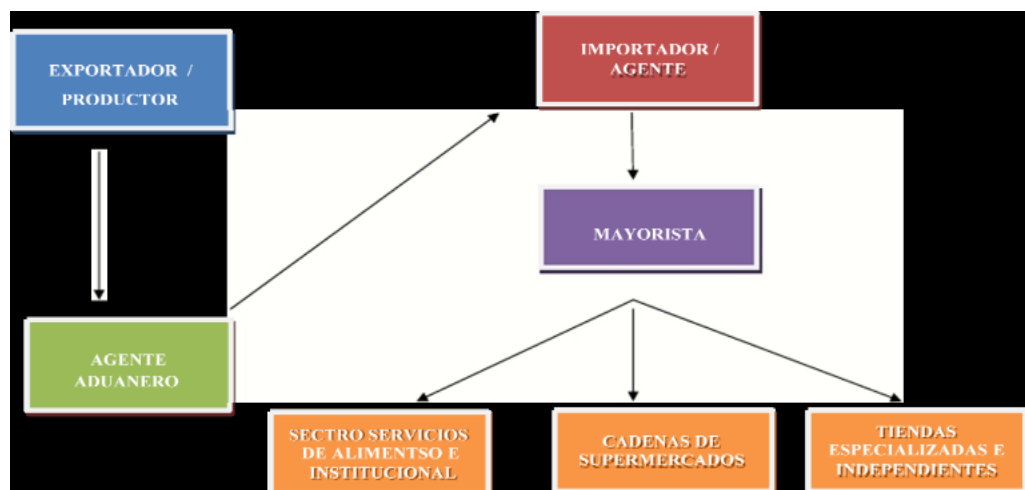 EXPORTADOR /
PRODUCTOR
IMPORTADOR /
AGENTE
MAYORISTA
AGENTE
ADUANERO
SECTRO SERVICIOS
DE ALIMENTSO E
INSTITUCIONAL
CADENAS DE
SUPERMERCADOS
TIENDAS
ESPECIALIZADAS E
INDEPENDIENTES